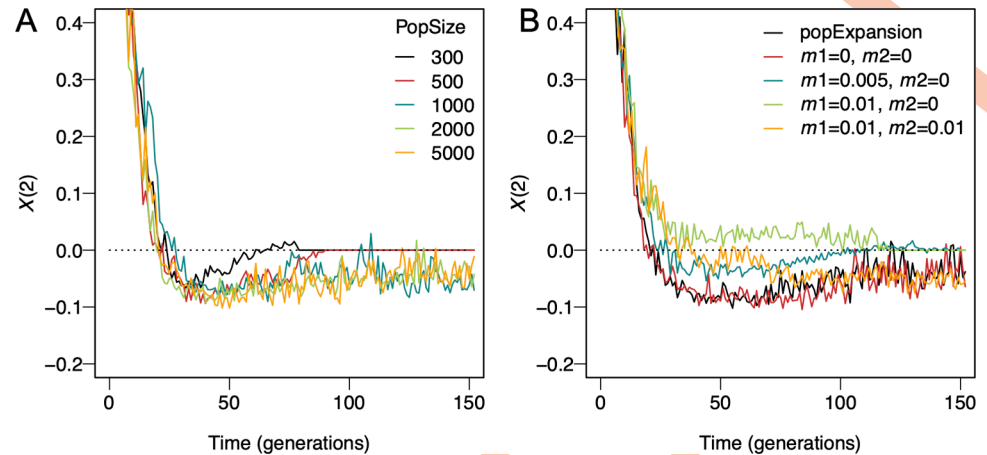 A
PopSize
300
500
1000
2000
5000
0.4
0.3
0.2
0.1
0.0
−0.1
−0.2
X(2)
0
50
100
150
Time (generations)
B
popExpansion
m1=0, m2=0
m1=0.005, m2=0
m1=0.01, m2=0
m1=0.01, m2=0.01
0.4
0.3
0.2
0.1
0.0
−0.1
−0.2
X(2)
0
50
100
150
Time (generations)